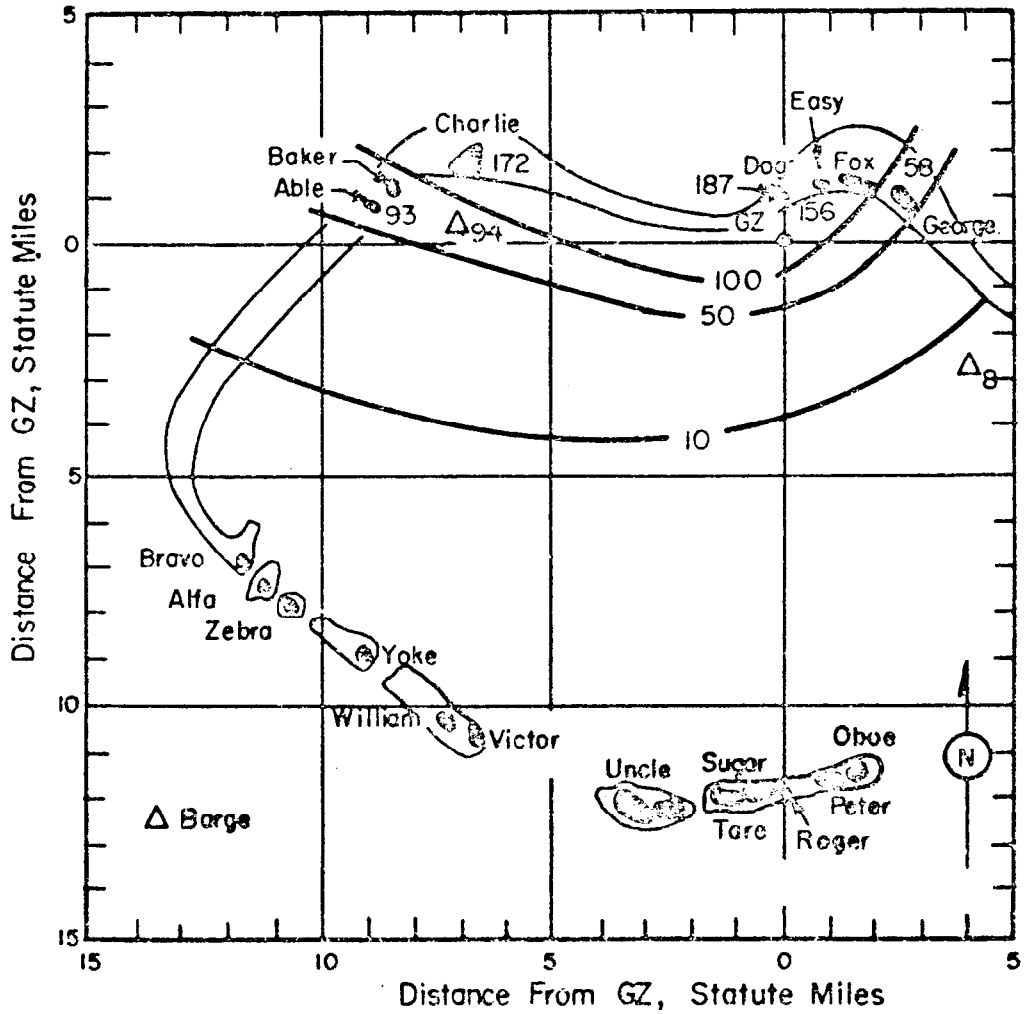 5
Easy
Charlie
Baker
Dog
Fox
58
172
Able
187
93
GZ
156
George
0
94
100
50
8
10
5
Bravo
Alfa
Zebra
Yoke
10
William
Victor
Oboe
N
Uncle
Sugar
Peter
Barge
Tare
Roger
15
15
10
5
0
5
Distance From GZ, Statute Miles
Distance From GZ, Statute Miles